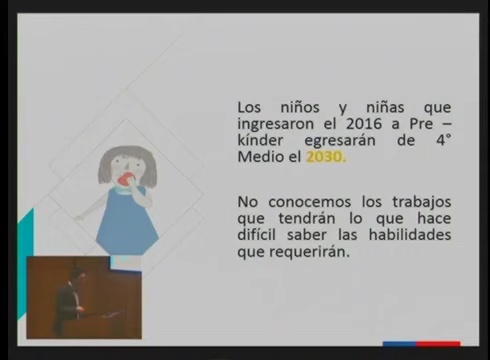 Los niños y niñas que
ingresaron el 2016 a Pre –
kínder egresarán de 4°
Medio el 2030.
No conocemos los trabajos
que tendrán lo que hace
difícil saber las habilidades
que requerirán.